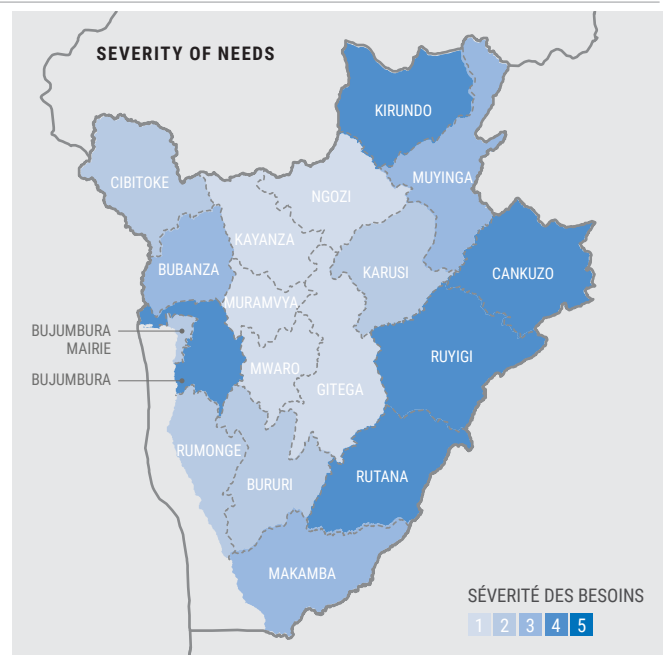 SEVERITY OF NEEDS
KIRUNDO
MUYINGA
CIBITOKE
NGOZI
KAYANZA
BUBANZA
KARUSI
CANKUZO
MURAMVYA
BUJUMBURA
MAIRIE
RUYIGI
MWARO
BUJUMBURA
GITEGA
RUMONGE
RUTANA
BURURI
MAKAMBA
SÉVERITÉ DES BESOINS
1 2 3 4 5